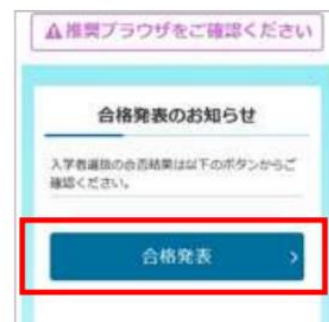 ⚠推奨ブラウザをご確認ください
合格発表のお知らせ
入学者選抜の合否結果は以下のボタンからご
確認ください。
合格発表 >